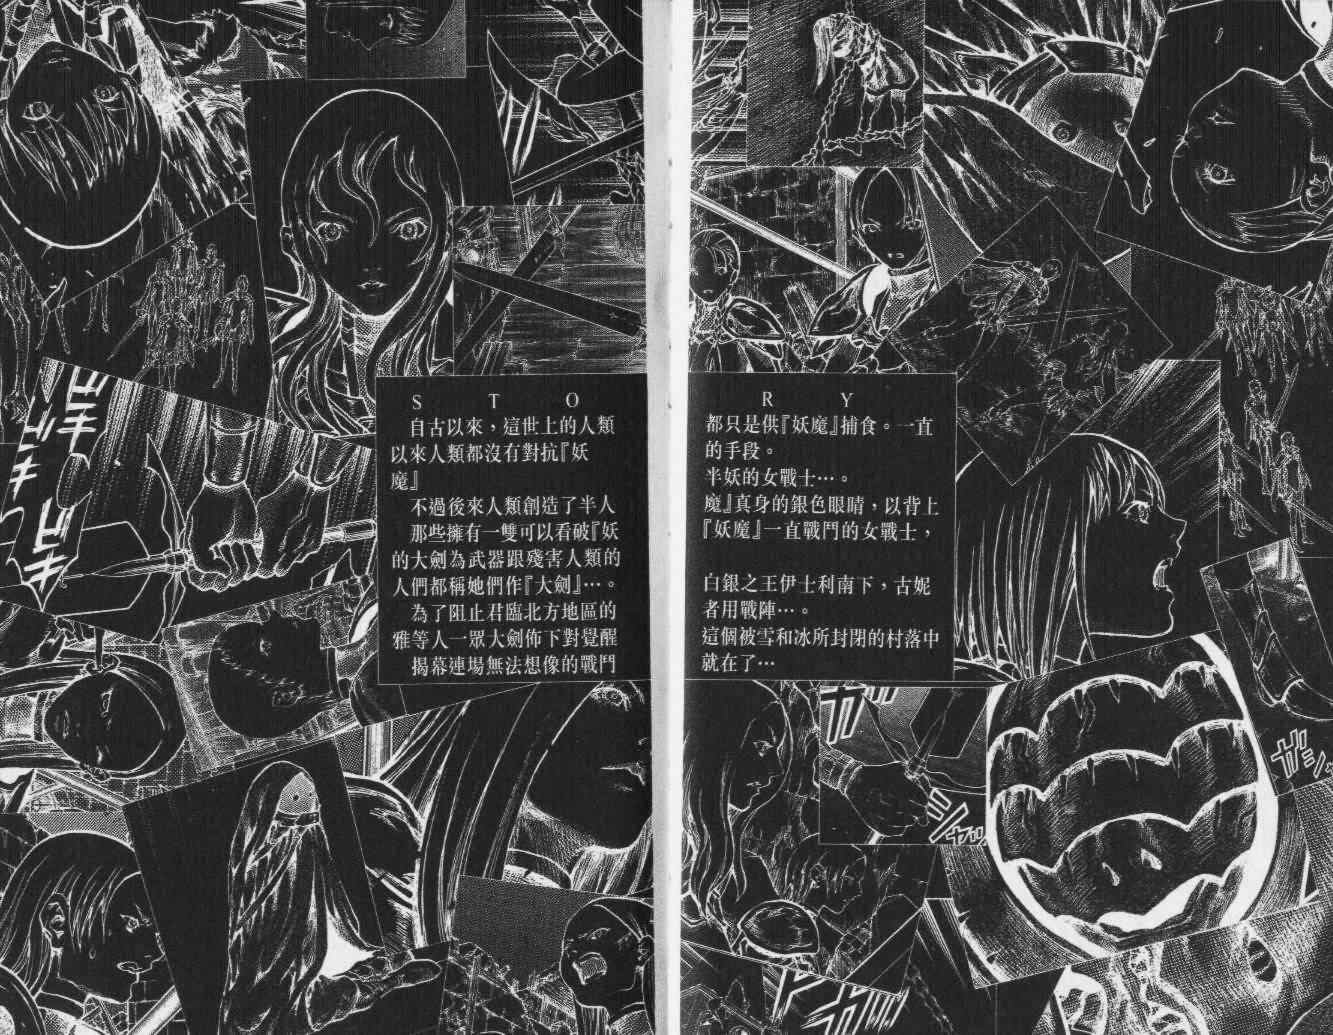 S T O
自古以來，這世上的人類
以來人類都沒有對抗『妖
魔』
不過後來人類創造了半人
那些擁有一雙可以看破『妖
的大劍為武器跟殘害人類的
人們都稱她們作『大劍』…。
為了阻止君臨北方地區的
雅等人一眾大劍佈下對覺醒
揭幕連場無法想像的戰鬥
R Y
都只是供『妖魔』捕食。一直
的手段。
半妖的女戰士…。
魔』真身的銀色眼睛，以背上
『妖魔』一直戰鬥的女戰士，
白銀之王伊士利南下，古妮
者用戰陣…。
這個被雪和冰所封閉的村落中
就在了…
ガ
ガシャ